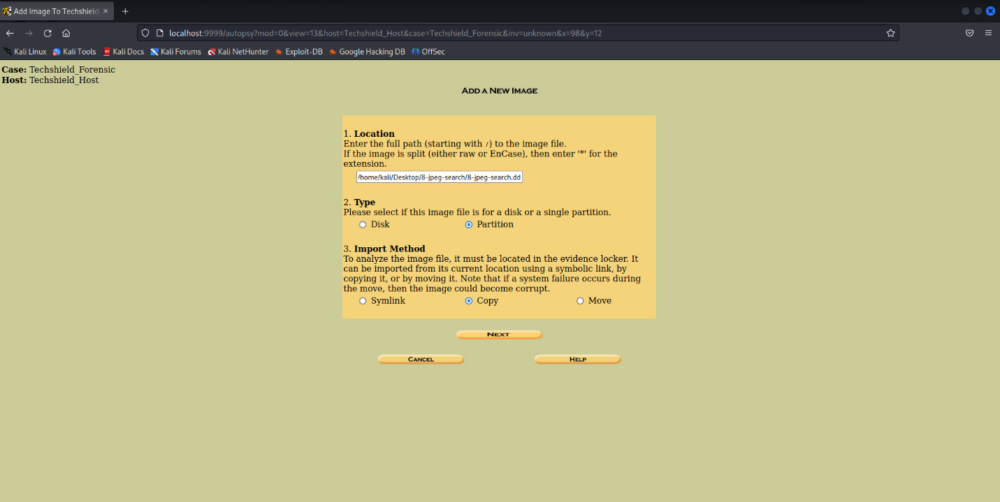 Add Image To Techshield_
localhost:9999/autopsy?mod=0&view=13&host=Techshield_Host&case=Techshield_Forensic&inv=unknown&x=98&y=12
Kali Linux Kali Tools Kali Docs Kali Forums Kali NetHunter Exploit-DB Google Hacking DB OffSec
Case: Techshield_Forensic
Host: Techshield_Host
ADD A NEW IMAGE
1. Location
Enter the full path (starting with /) to the image file.
If the image is split (either raw or EnCase), then enter '*' for the
extension.
/home/kali/Desktop/8-jpeg-search/8-jpeg-search.dd
2. Type
Please select if this image file is for a disk or a single partition.
Disk Partition
3. Import Method
To analyze the image file, it must be located in the evidence locker. It
can be imported from its current location using a symbolic link, by
copying it, or by moving it. Note that if a system failure occurs during
the move, then the image could become corrupt.
Symlink Copy Move
NEXT
CANCEL HELP